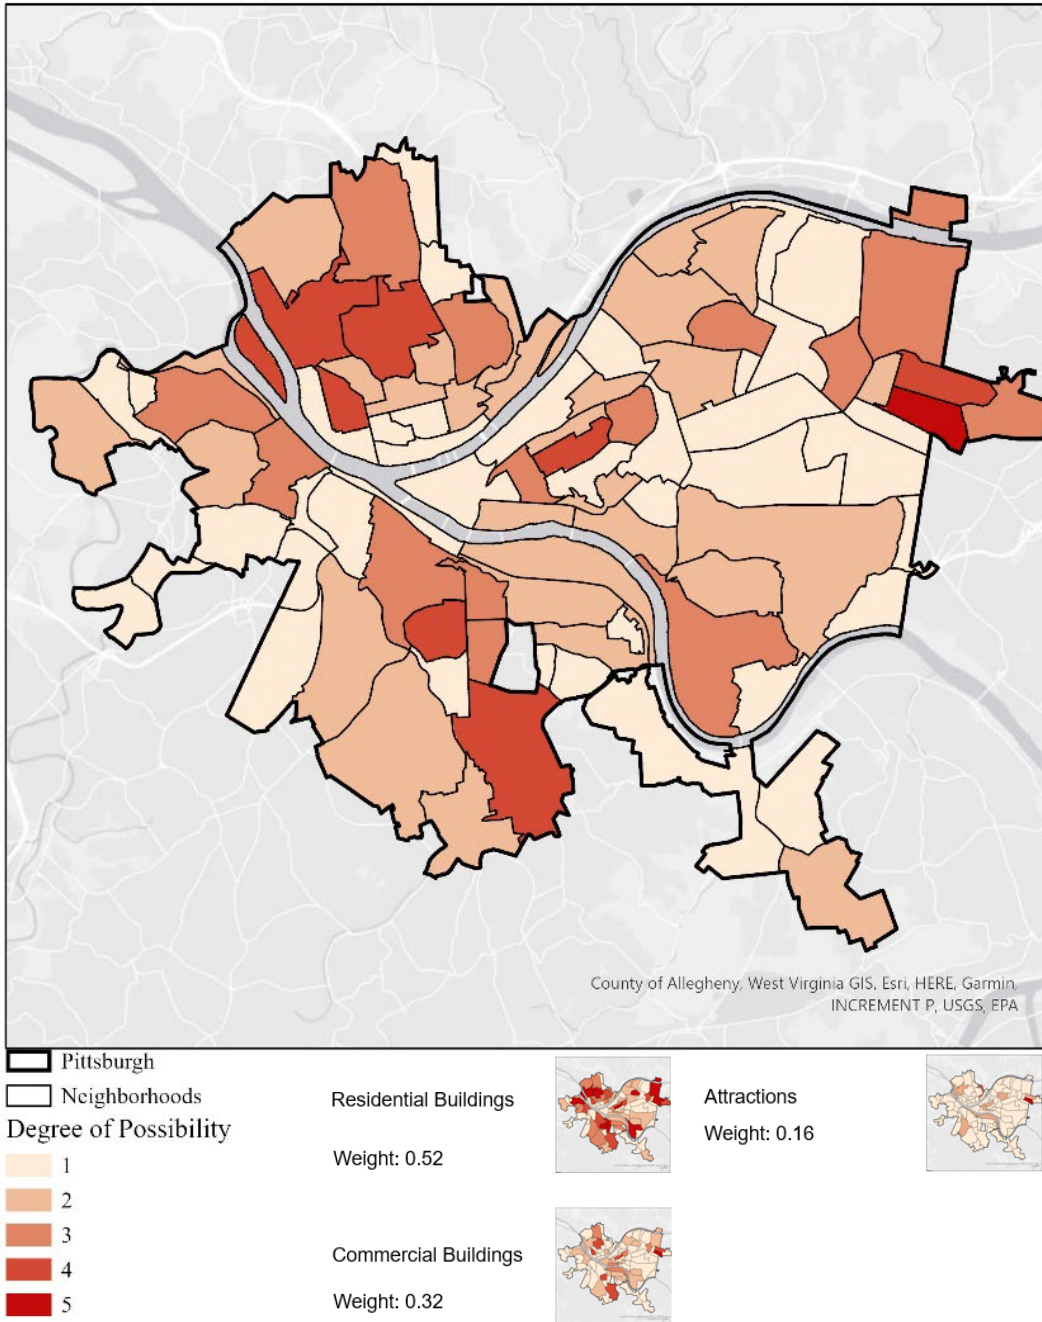 County of Allegheny, West Virginia GIS, Esri, HERE, Garmin,
INCREMENT P, USGS, EPA
Pittsburgh
Neighborhoods
Degree of Possibility
1
2
3
4
5
Residential Buildings
Weight: 0.52
Commercial Buildings
Weight: 0.32
Attractions
Weight: 0.16